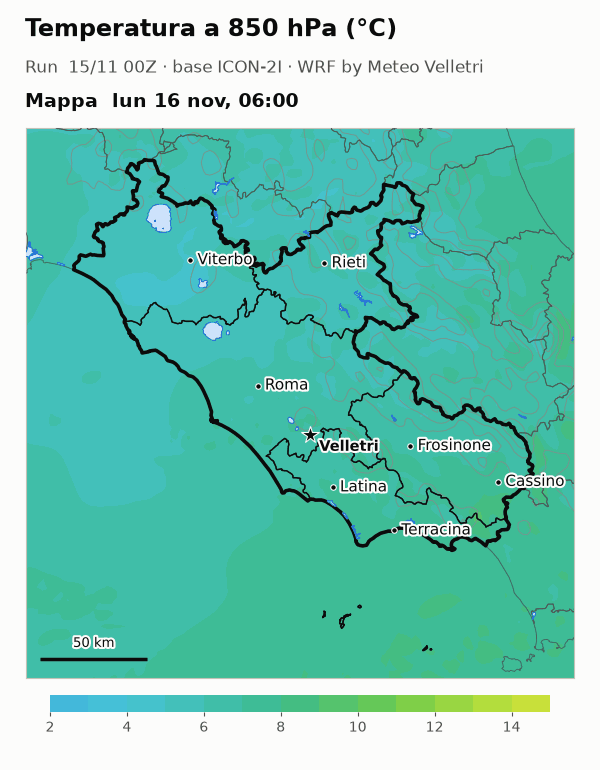 Temperatura a 850 hPa (°C)
Run 15/11 00Z · base ICON-2I · WRF by Meteo Velletri
Mappa lun 16 nov, 06:00
Viterbo
Rieti
Roma
Velletri
Frosinone
Latina
Cassino
Terracina
50 km
2 4 6 8 10 12 14